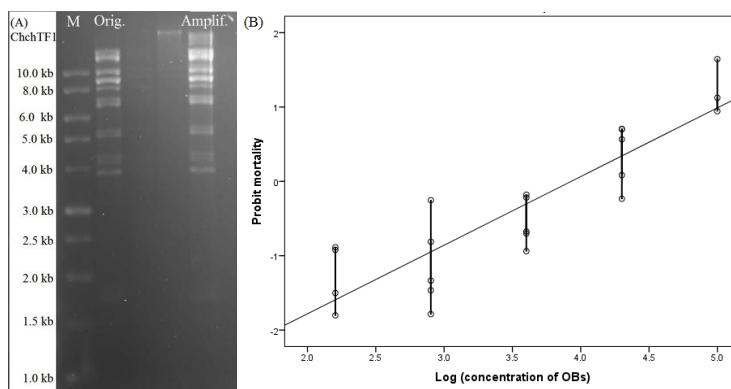 (A)
M
Orig.
Amplif.
ChchTF1
10.0 kb
8.0 kb
6.0 kb
5.0 kb
4.0 kb
3.0 kb
2.5 kb
2.0 kb
1.5 kb
1.0 kb
(B)
Probit mortality
2
1
0
-1
-2
2.0
2.5
3.0
3.5
4.0
4.5
5.0
Log (concentration of OBs)